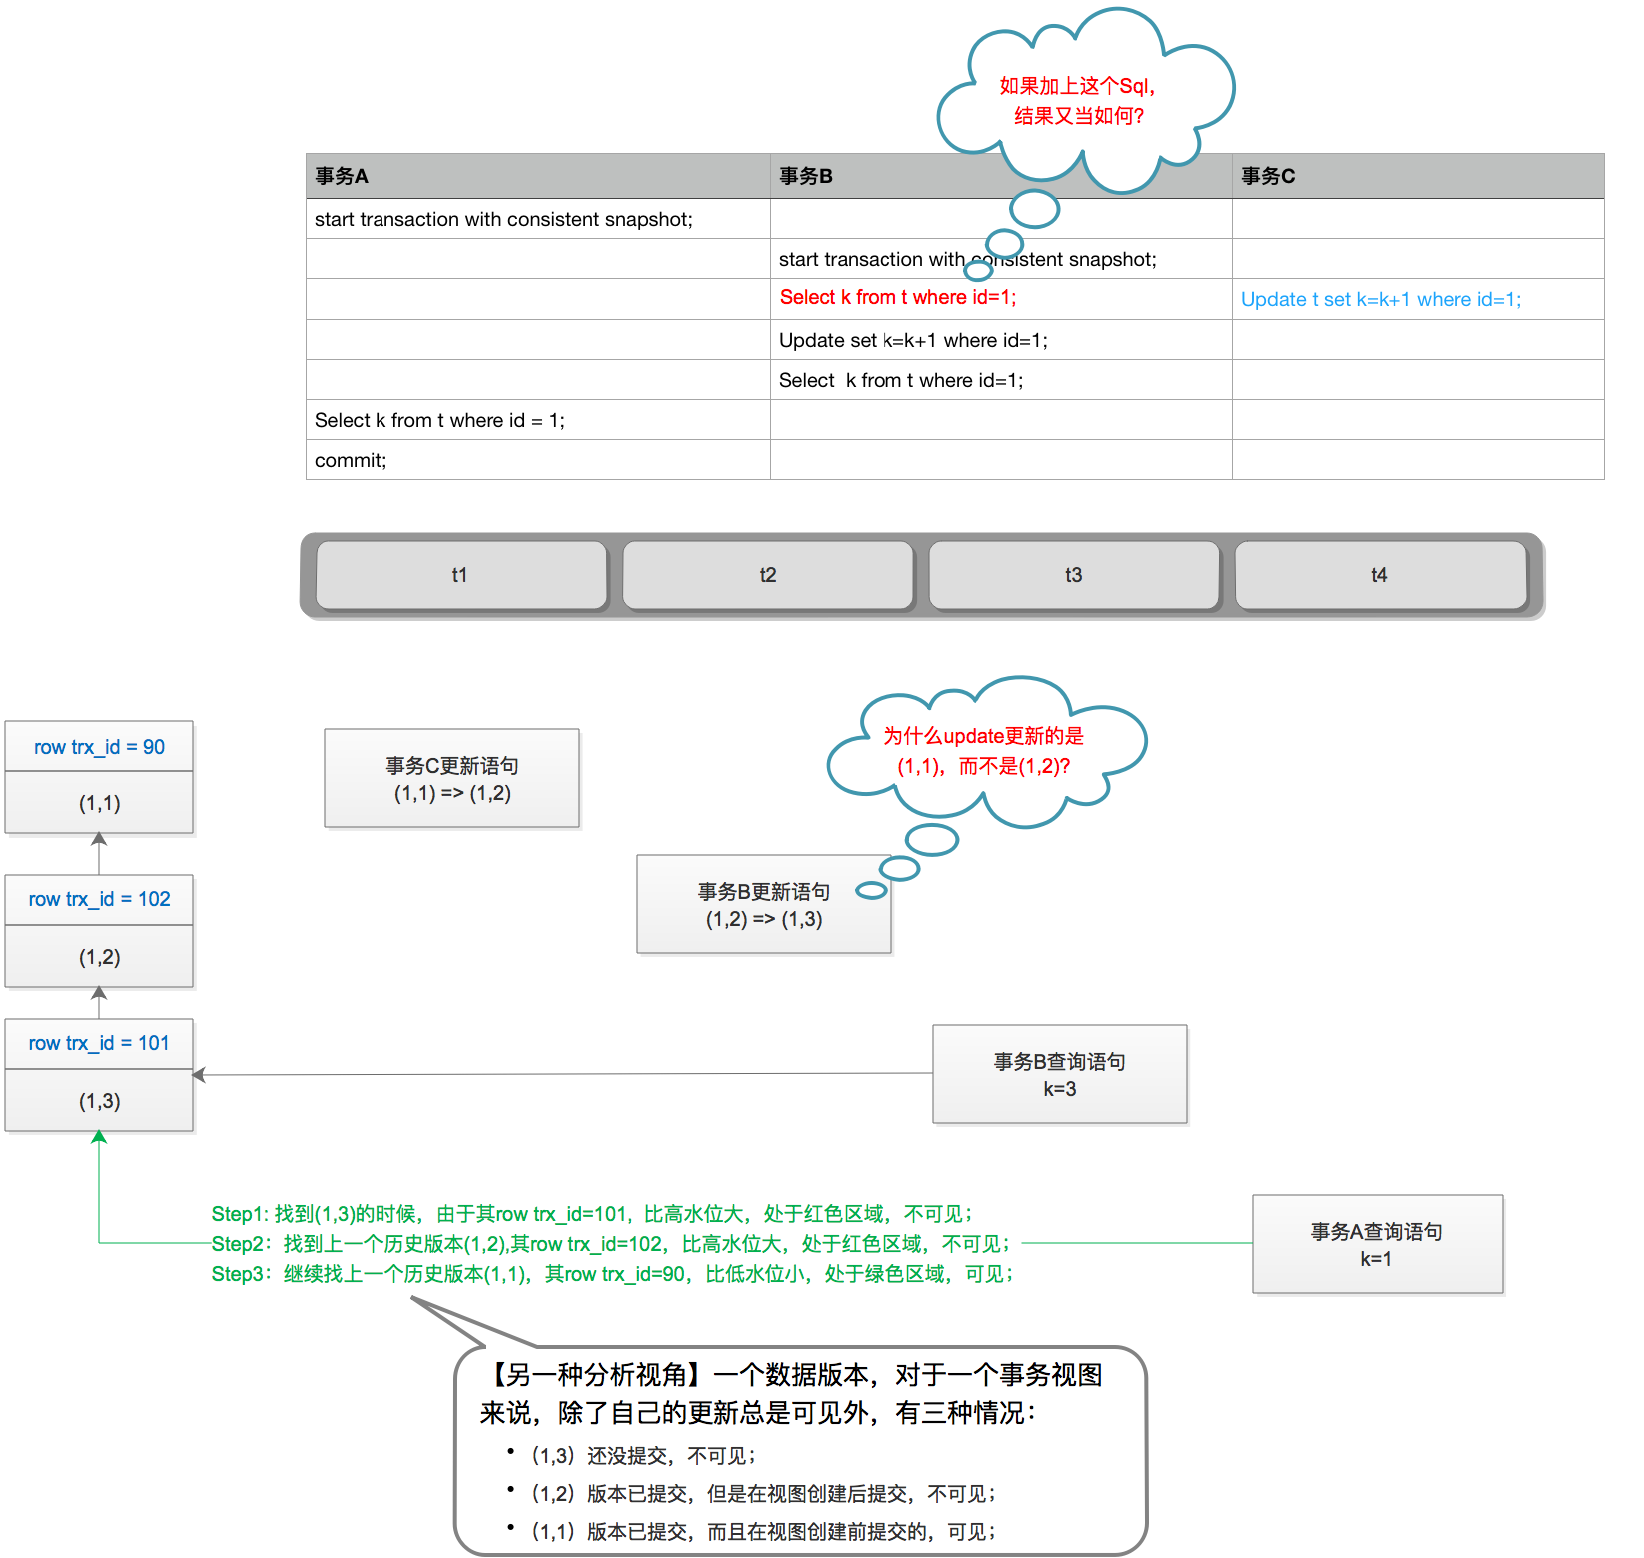 如果加上这个Sql，
结果又当如何？
事务A
事务B
事务C
start transaction with consistent snapshot;
start transaction with consistent snapshot;
Select k from t where id=1;
Update t set k=k+1 where id=1;
Update set k=k+1 where id=1;
Select  k from t where id=1;
Select k from t where id = 1;
commit;
t1
t2
t3
t4
row trx_id = 90
(1,1)
事务C更新语句
(1,1) => (1,2)
为什么update更新的是
(1,1)，而不是(1,2)?
row trx_id = 102
(1,2)
事务B更新语句
(1,2) => (1,3)
row trx_id = 101
(1,3)
事务B查询语句
k=3
Step1: 找到(1,3)的时候，由于其row trx_id=101, 比高水位大，处于红色区域，不可见；
Step2：找到上一个历史版本(1,2),其row trx_id=102，比高水位大，处于红色区域，不可见；
Step3：继续找上一个历史版本(1,1)，其row trx_id=90，比低水位小，处于绿色区域，可见；
事务A查询语句
k=1
【另一种分析视角】一个数据版本，对于一个事务视图
来说，除了自己的更新总是可见外，有三种情况：
• （1,3）还没提交，不可见；
• （1,2）版本已提交，但是在视图创建后提交，不可见；
• （1,1）版本已提交，而且在视图创建前提交的，可见；